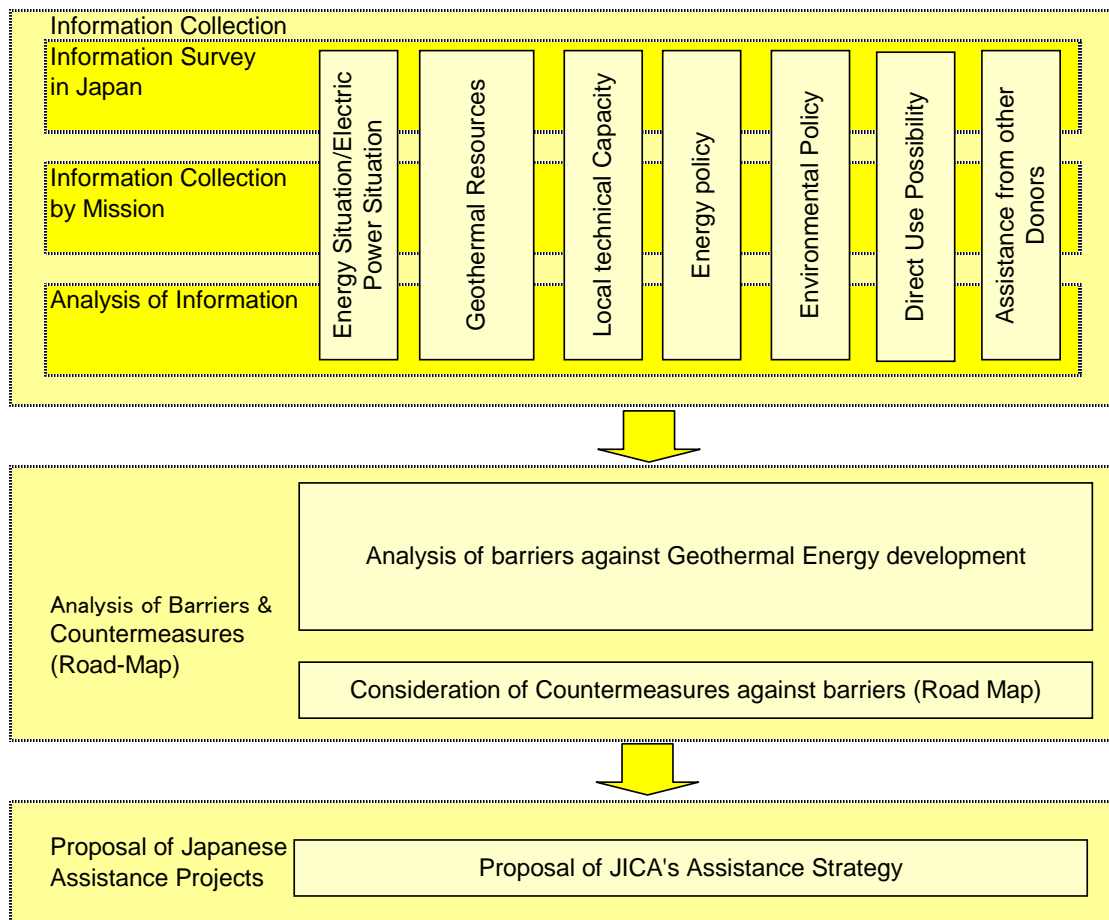 Information Collection
Information Survey
in Japan
Information Collection
by Mission
Analysis of Information
Energy Situation/Electric
Power Situation
Geothermal Resources
Local technical Capacity
Energy policy
Environmental Policy
Direct Use Possibility
Assistance from other
Donors
Analysis of Barriers &
Countermeasures
(Road-Map)
Analysis of barriers against Geothermal Energy development
Consideration of Countermeasures against barriers (Road Map)
Proposal of Japanese
Assistance Projects
Proposal of JICA's Assistance Strategy